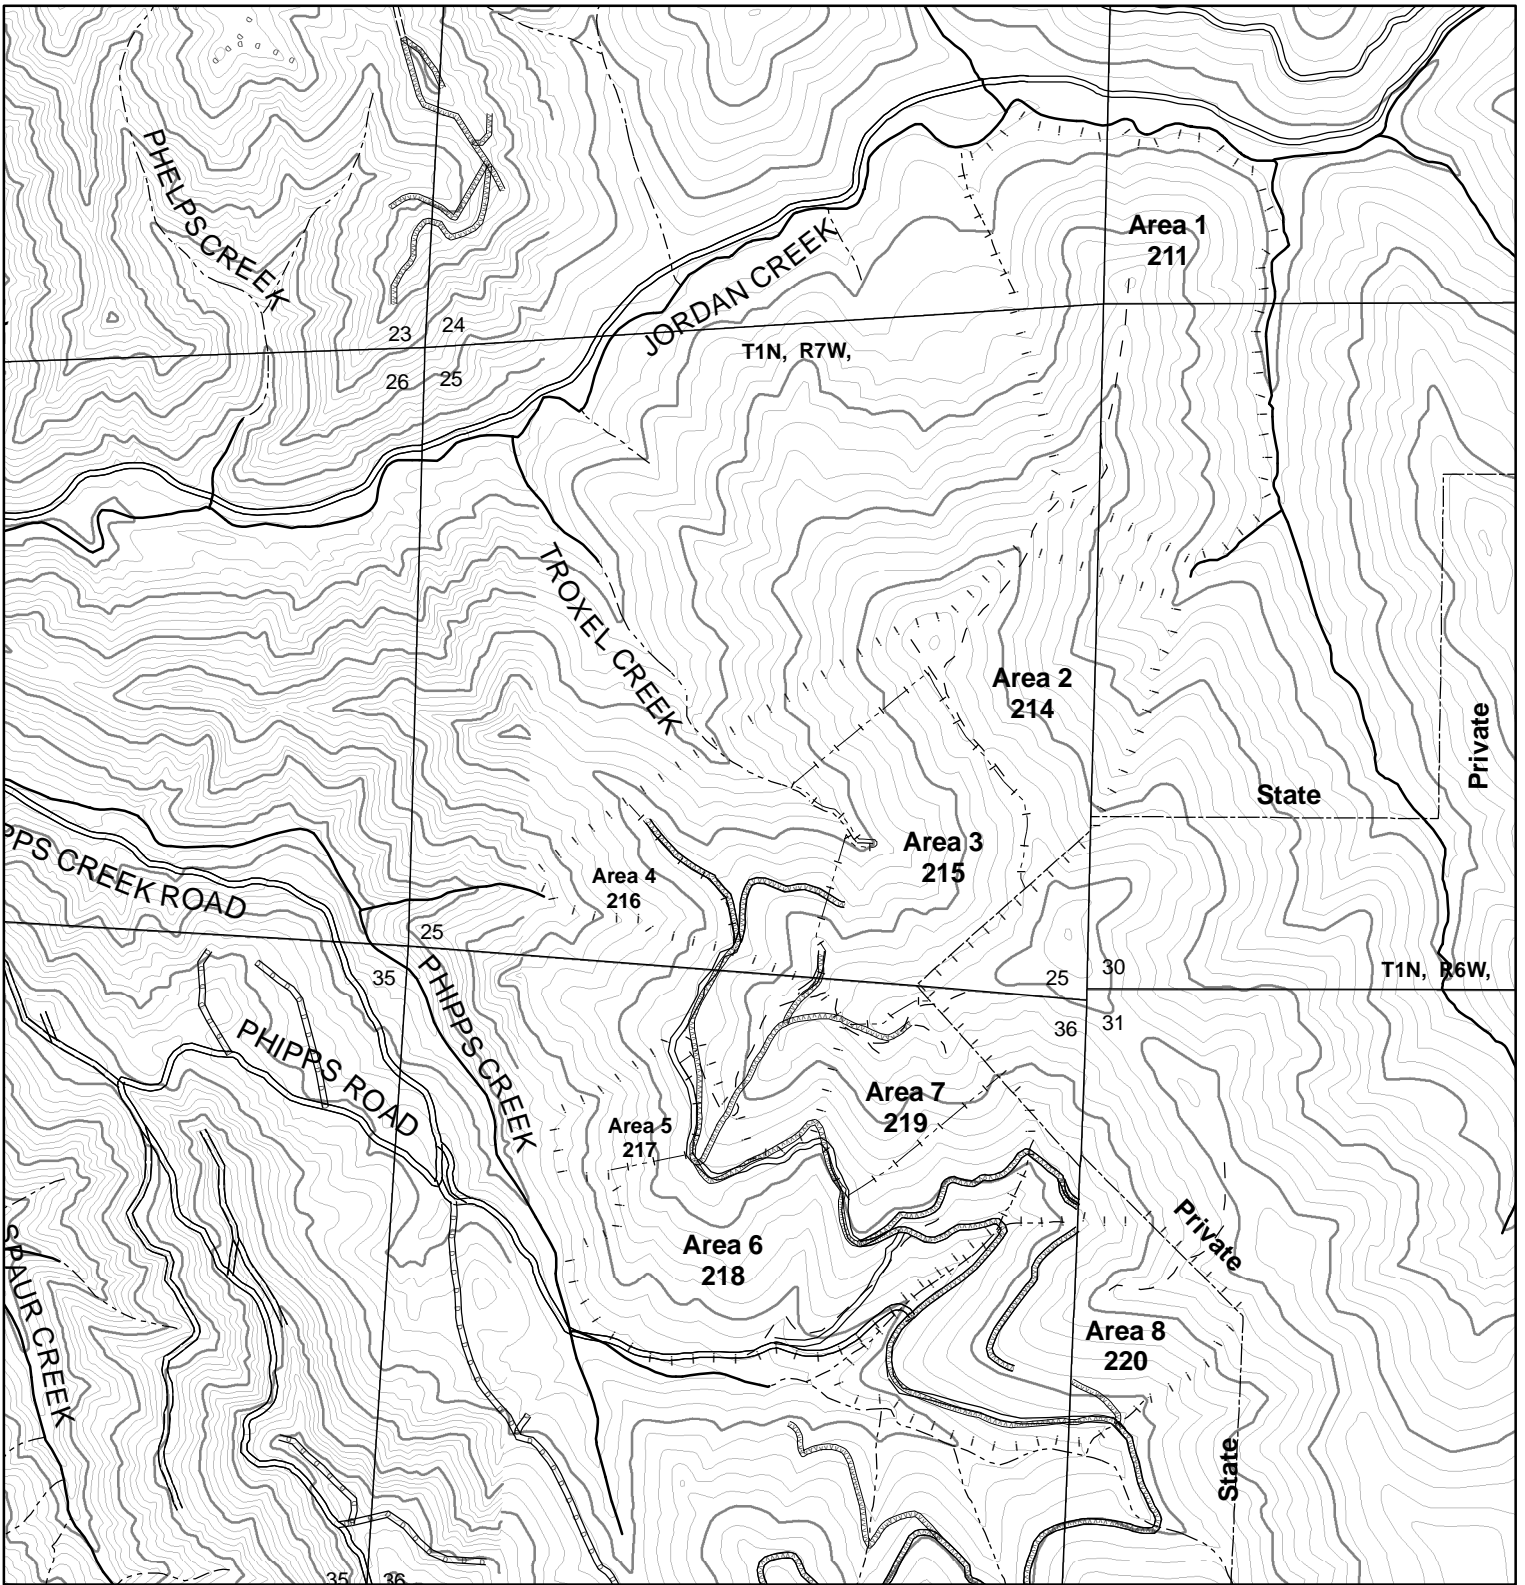 PHELPS CREEK
Area 1
211
JORDAN CREEK
23
24
T1N, R7W,
26
25
TROXEL CREEK
Area 2
214
Private
State
PPS CREEK ROAD
Area 3
215
Area 4
216
25
35
PHIPPS CREEK
25
30
T1N, R6W,
36
31
PHIPPS ROAD
Area 7
219
Area 5
217
Private
SPAUR CREEK
Area 6
218
Area 8
220
State
35
36